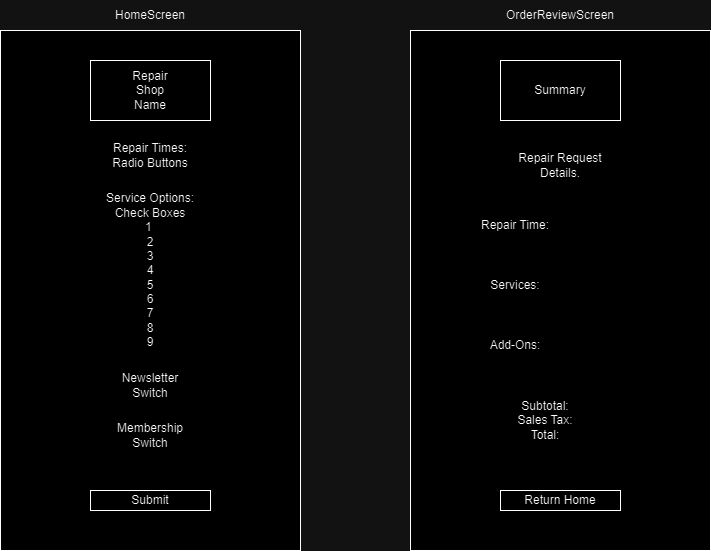 HomeScreen
Repair
Shop
Name
Repair Times:
Radio Buttons
Service Options:
Check Boxes
1
2
3
4
5
6
7
8
9
Newsletter
Switch
Membership
Switch
Submit
OrderReviewScreen
Summary
Repair Request
Details.
Repair Time:
Services:
Add-Ons:
Subtotal:
Sales Tax:
Total:
Return Home